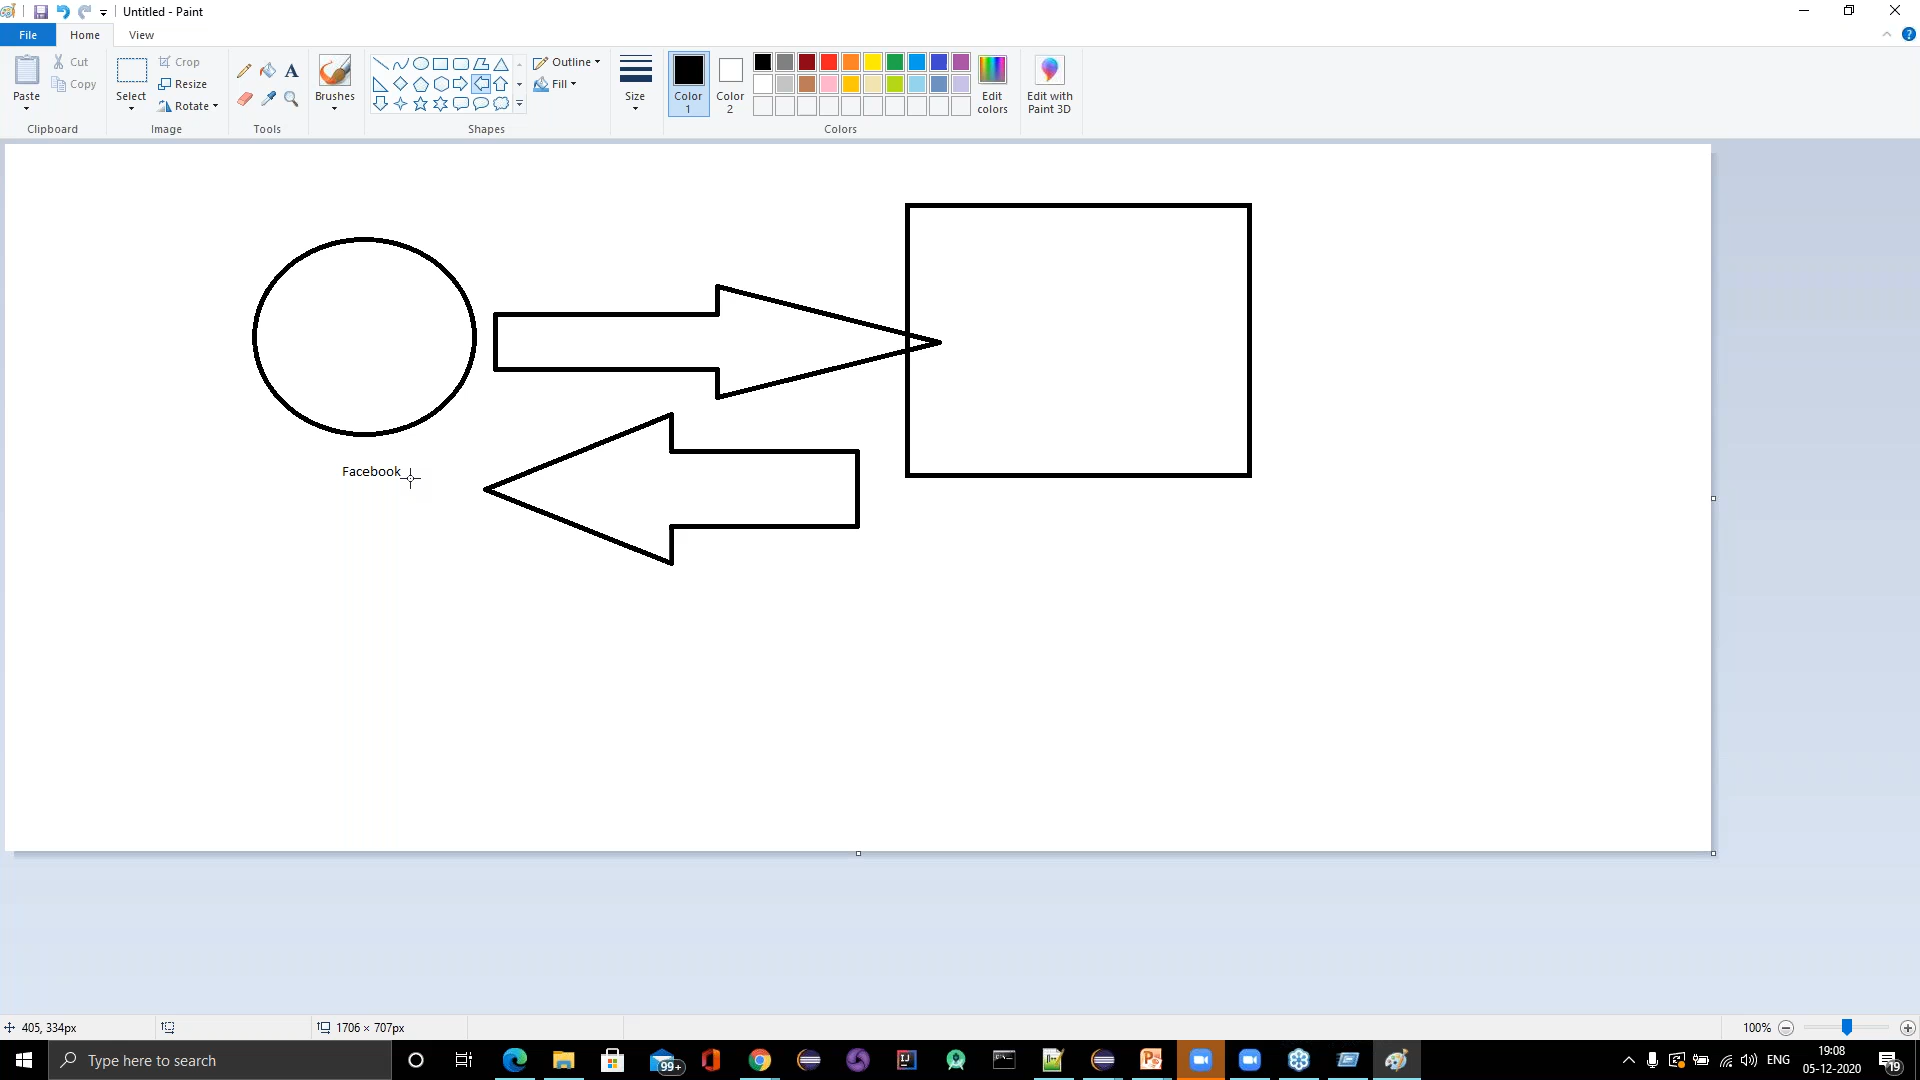 Untitled - Paint
File
Home
View
Paste
Cut
Copy
Clipboard
Select
Crop
Resize
Rotate
Image
A
Tools
Brushes
Shapes
Outline
Fill
Size
Color
1
Color
2
Colors
Edit
colors
Edit with
Paint 3D
Facebook
405, 334px
1706 × 707px
100%
Type here to search
99+
ENG
19:08
05-12-2020
19